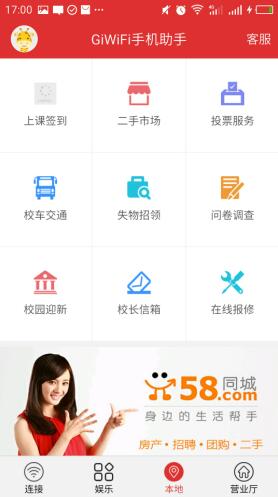 17:00
GiWiFi手机助手
客服
上课签到
二手市场
投票服务
校车交通
失物招领
问卷调查
校园迎新
校长信箱
在线报修
58同城
.com
身边的生活帮手
房产·招聘·团购·二手
连接
娱乐
本地
营业厅